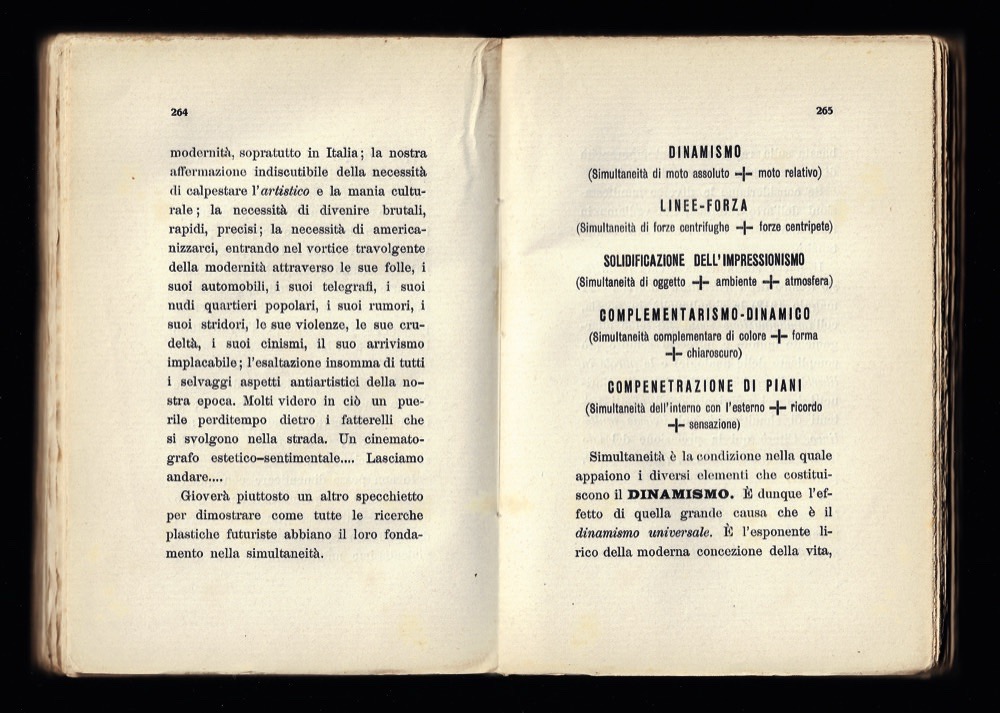 264
modernità, sopratutto in Italia; la nostra
affermazione indiscutibile della necessità
di calpestare l'artistico e la mania cultu-
rale; la necessità di divenire brutali,
rapidi, precisi; la necessità di america-
nizzarci, entrando nel vortice travolgente
della modernità attraverso le sue folle, i
suoi automobili, i suoi telegrafi, i suoi
nudi quartieri popolari, i suoi rumori, i
suoi stridori, le sue violenze, le sue cru-
deltà, i suoi cinismi, il suo arrivismo
implacabile; l'esaltazione insomma di tutti
i selvaggi aspetti antiartistici della no-
stra epoca. Molti videro in ciò un pue-
rile perditempo dietro i fatterelli che
si svolgono nella strada. Un cinemato-
grafo estetico-sentimentale.... Lasciamo
andare....
Gioverà piuttosto un altro specchietto
per dimostrare come tutte le ricerche
plastiche futuriste abbiano il loro fonda-
mento nella simultaneità.
265
DINAMISMO
(Simultaneità di moto assoluto + moto relativo)
LINEE-FORZA
(Simultaneità di forze centrifughe + forze centripete)
SOLIDIFICAZIONE DELL'IMPRESSIONISMO
(Simultaneità di oggetto + ambiente + atmosfera)
COMPLEMENTARISMO-DINAMICO
(Simultaneità complementare di colore + forma
+ chiaroscuro)
COMPENETRAZIONE DI PIANI
(Simultaneità dell'interno con l'esterno + ricordo
+ sensazione)
Simultaneità è la condizione nella quale
appaiono i diversi elementi che costitui-
scono il DINAMISMO. È dunque l'ef-
fetto di quella grande causa che è il
dinamismo universale. È l'esponente li-
rico della moderna concezione della vita,